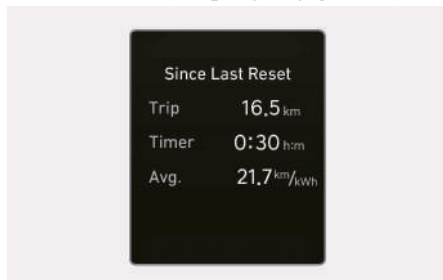 Since Last Reset
Trip 16.5 km
Timer 0:30 h:m
Avg. 21.7 km/kWh